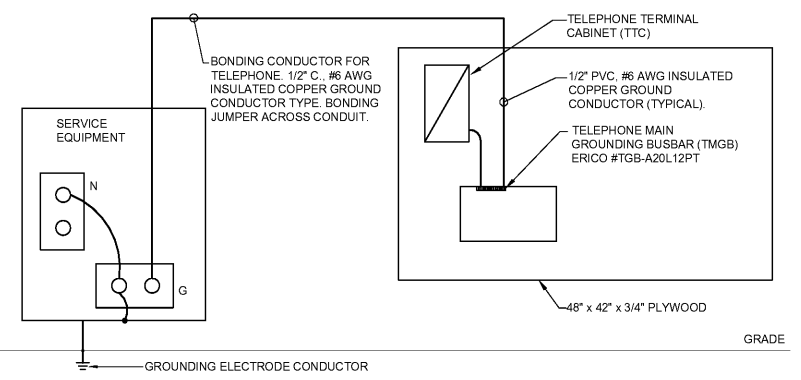 TELEPHONE TERMINAL
CABINET (TTC)
BONDING CONDUCTOR FOR
TELEPHONE. 1/2" C., #6 AWG
INSULATED COPPER GROUND
CONDUCTOR TYPE. BONDING
JUMPER ACROSS CONDUIT.
1/2" PVC, #6 AWG INSULATED
COPPER GROUND
CONDUCTOR (TYPICAL).
SERVICE
EQUIPMENT
TELEPHONE MAIN
GROUNDING BUSBAR (TMGB)
ERICO #TGB-A20L12PT
N
G
48" x 42" x 3/4" PLYWOOD
GRADE
GROUNDING ELECTRODE CONDUCTOR